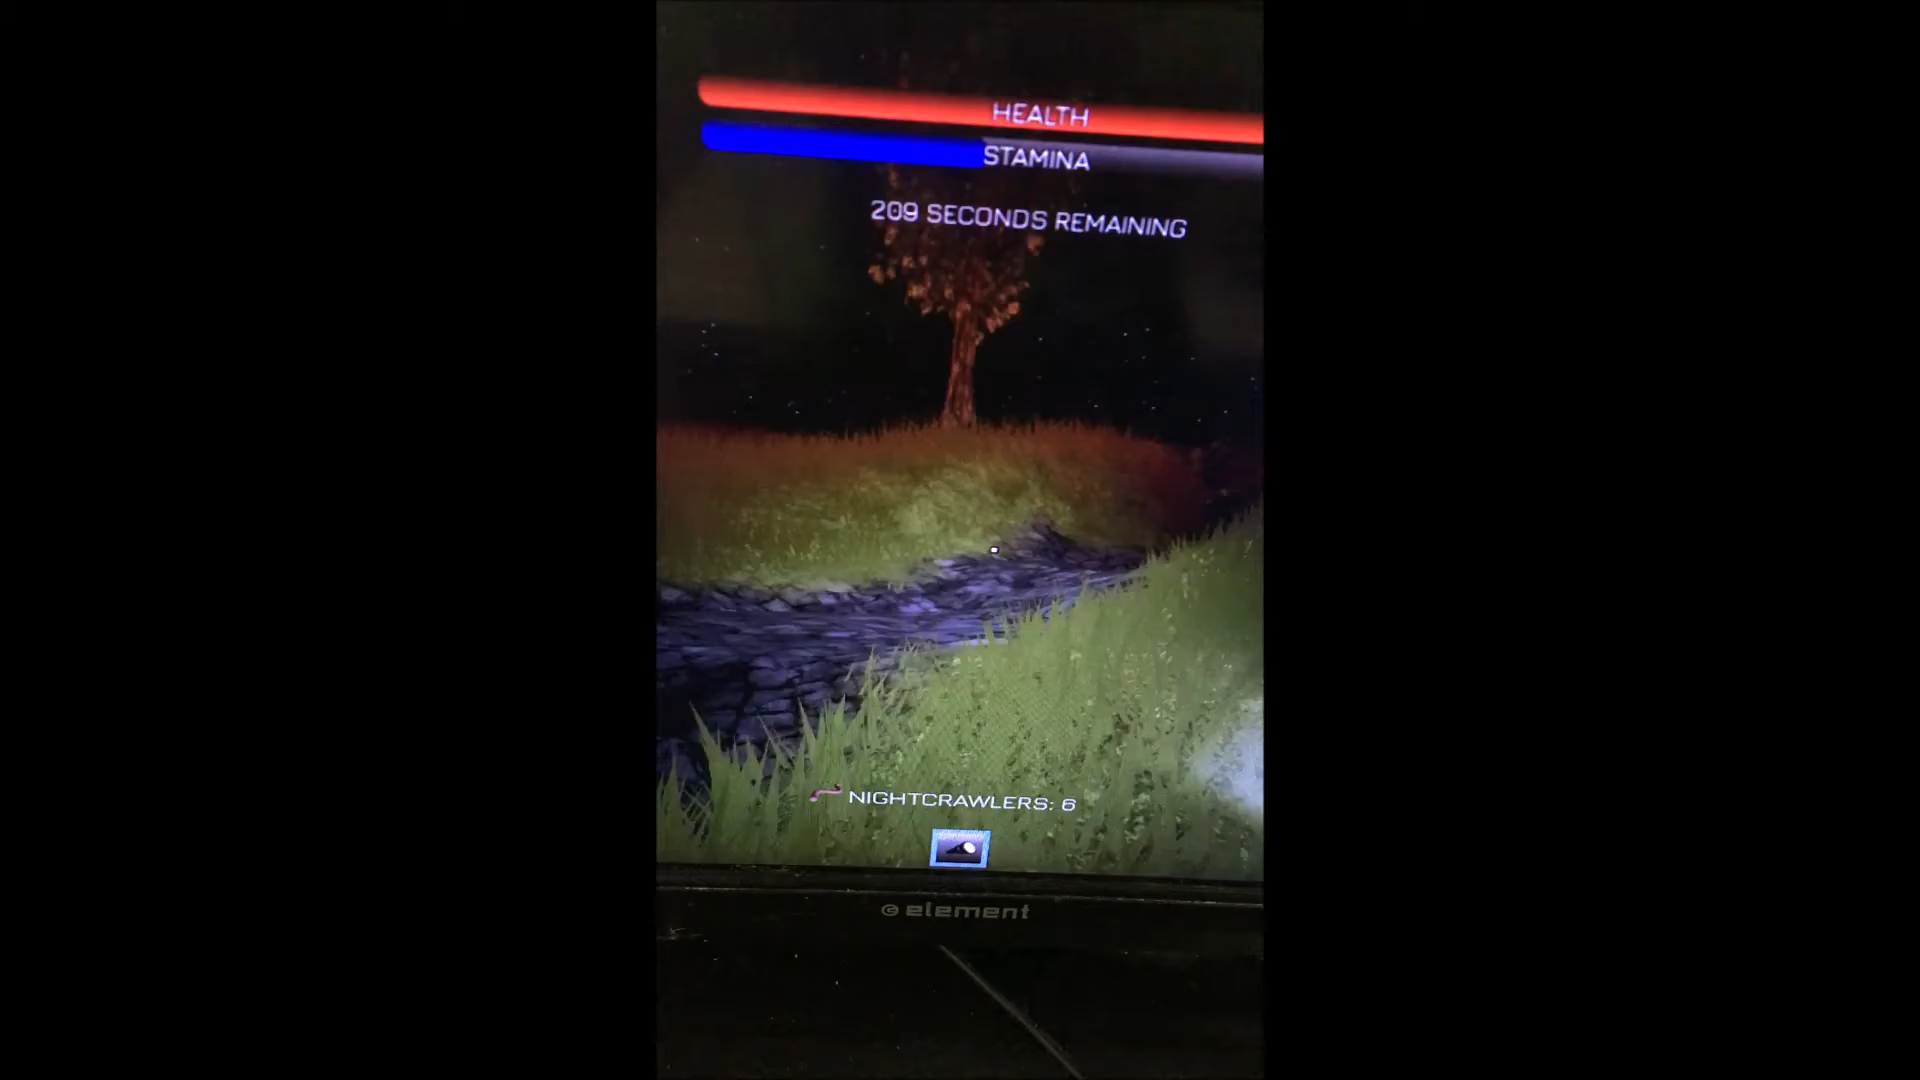 HEALTH
STAMINA
209 SECONDS REMAINING
NIGHTCRAWLERS: 6
element